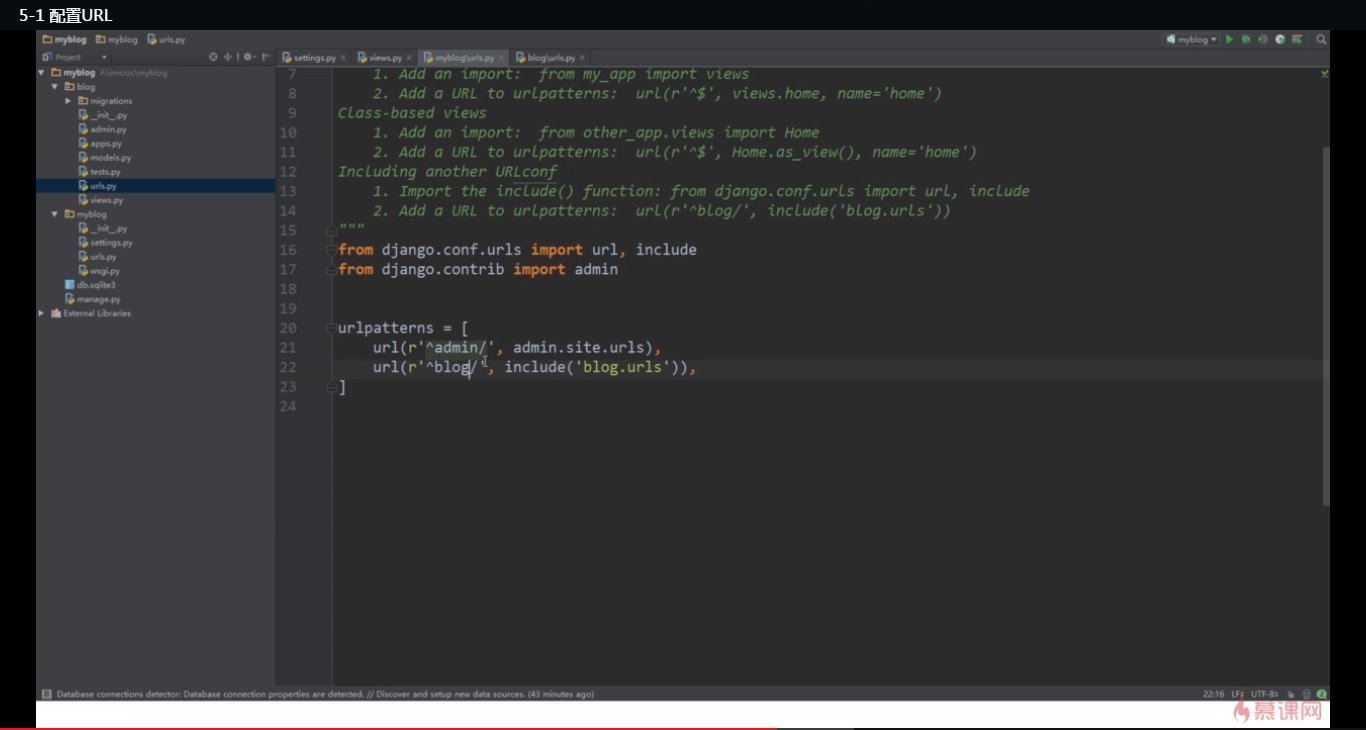 5-1 配置URL
myblog myblog urls.py
myblog
Project
settings.py × views.py × myblog\urls.py × blog\urls.py ×
myblog F:\imooc\myblog
blog
migrations
__init__.py
admin.py
apps.py
models.py
tests.py
urls.py
views.py
myblog
__init__.py
settings.py
urls.py
wsgi.py
db.sqlite3
manage.py
External Libraries
7     1. Add an import:  from my_app import views
8     2. Add a URL to urlpatterns:  url(r'^$', views.home, name='home')
9 Class-based views
10     1. Add an import:  from other_app.views import Home
11     2. Add a URL to urlpatterns:  url(r'^$', Home.as_view(), name='home')
12 Including another URLconf
13     1. Import the include() function: from django.conf.urls import url, include
14     2. Add a URL to urlpatterns:  url(r'^blog/', include('blog.urls'))
15 """
16 from django.conf.urls import url, include
17 from django.contrib import admin
18
19
20 urlpatterns = [
21     url(r'^admin/', admin.site.urls),
22     url(r'^blog/', include('blog.urls')),
23 ]
24
Database connections detector: Database connection properties are detected. // Discover and setup new data sources. (43 minutes ago)
22:16 LF UTF-8 2
慕课网